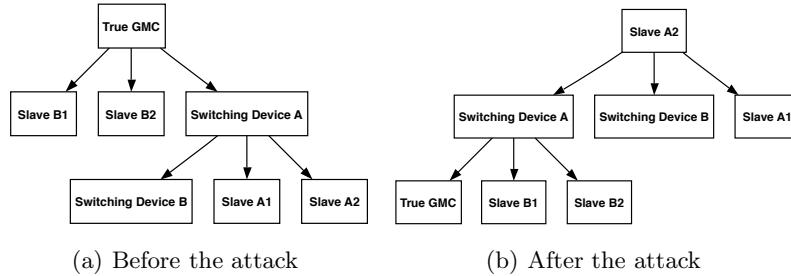 True GMC
Slave B1
Slave B2
Switching Device A
Switching Device B
Slave A1
Slave A2
(a) Before the attack
Slave A2
Switching Device A
Switching Device B
Slave A1
True GMC
Slave B1
Slave B2
(b) After the attack